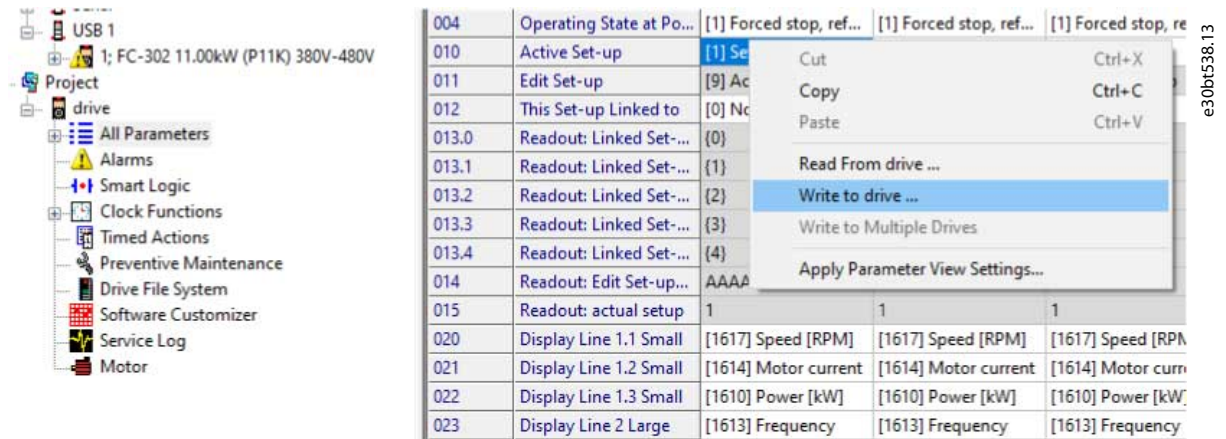 USB 1
1; FC-302 11.00kW (P11K) 380V-480V
Project
drive
All Parameters
Alarms
Smart Logic
Clock Functions
Timed Actions
Preventive Maintenance
Drive File System
Software Customizer
Service Log
Motor
004 Operating State at Po... [1] Forced stop, ref... [1] Forced stop, ref... [1] Forced stop, re
010 Active Set-up [1] Se
011 Edit Set-up [9] Ac
012 This Set-up Linked to [0] No
013.0 Readout: Linked Set-... {0}
013.1 Readout: Linked Set-... {1}
013.2 Readout: Linked Set-... {2}
013.3 Readout: Linked Set-... {3}
013.4 Readout: Linked Set-... {4}
014 Readout: Edit Set-up... AAAA
015 Readout: actual setup 1 1 1
020 Display Line 1.1 Small [1617] Speed [RPM] [1617] Speed [RPM] [1617] Speed [RPM
021 Display Line 1.2 Small [1614] Motor current [1614] Motor current [1614] Motor curr
022 Display Line 1.3 Small [1610] Power [kW] [1610] Power [kW] [1610] Power [kW]
023 Display Line 2 Large [1613] Frequency [1613] Frequency [1613] Frequency
Cut Ctrl+X
Copy Ctrl+C
Paste Ctrl+V
Read From drive ...
Write to drive ...
Write to Multiple Drives
Apply Parameter View Settings...
e30bt538.13